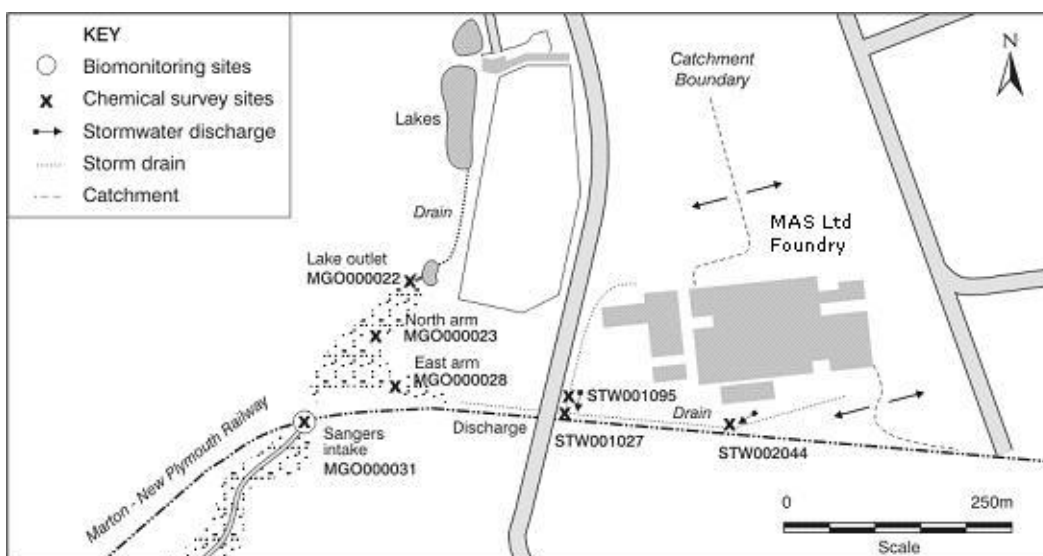 KEY
Biomonitoring sites
Chemical survey sites
Stormwater discharge
Storm drain
Catchment
N
Catchment
Boundary
Lakes
Drain
MAS Ltd
Foundry
Lake outlet
MGO000022
North arm
MGO000023
East arm
MGO000028
STW001095
Drain
Discharge
STW001027
STW002044
Sangers
intake
MGO000031
Marton - New Plymouth Railway
0
250m
Scale